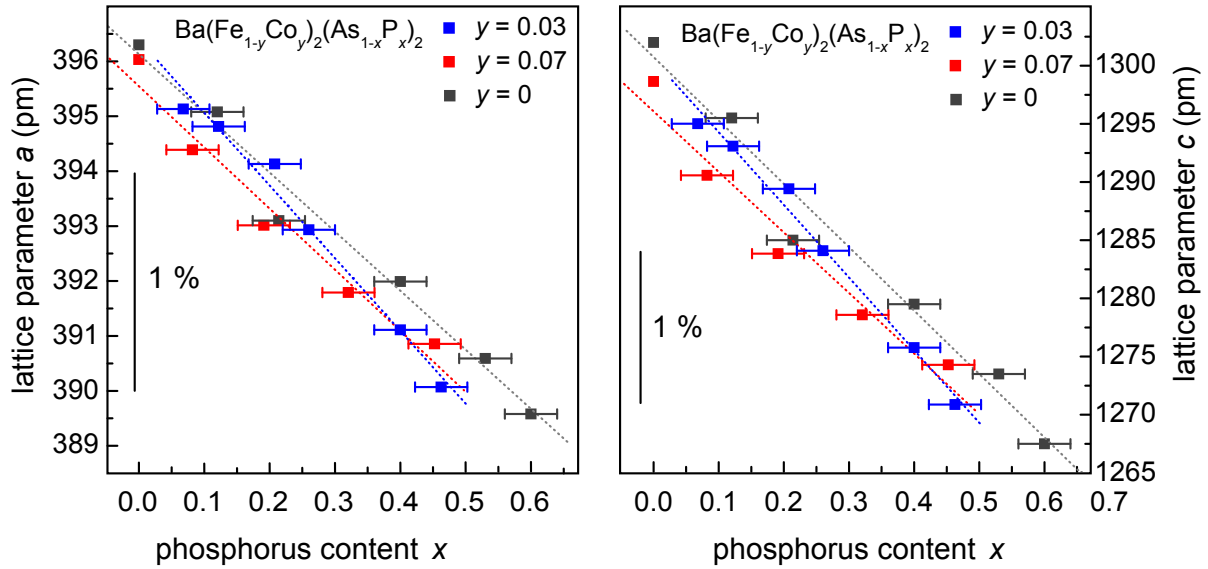 Ba(Fe1-yCoy)2(As1-xPx)2
y = 0.03
y = 0.07
y = 0
1 %
396
395
394
393
392
391
390
389
lattice parameter a (pm)
0.0 0.1 0.2 0.3 0.4 0.5 0.6
phosphorus content x
Ba(Fe1-yCoy)2(As1-xPx)2
y = 0.03
y = 0.07
y = 0
1 %
1300
1295
1290
1285
1280
1275
1270
1265
lattice parameter c (pm)
0.0 0.1 0.2 0.3 0.4 0.5 0.6 0.7
phosphorus content x